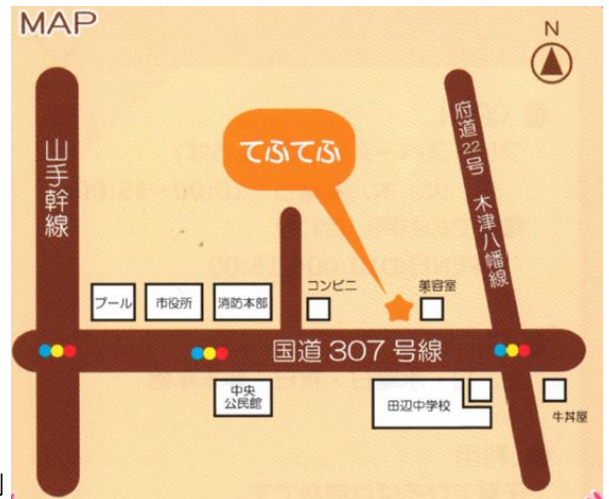 MAP
N
山手幹線
てふてふ
府道22号 木津八幡線
コンビニ
美容室
プール
市役所
消防本部
国道 307 号線
中央
公民館
田辺中学校
牛丼屋